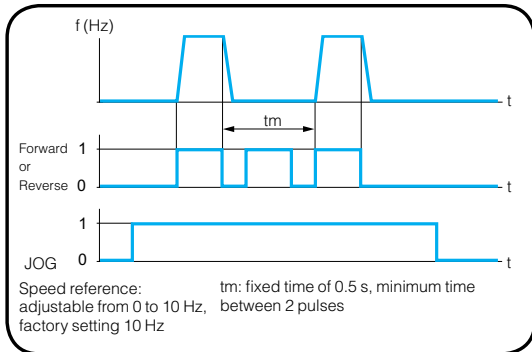 f (Hz)
t
tm
Forward
or
Reverse
1
0
t
1
0
JOG
t
Speed reference:
adjustable from 0 to 10 Hz,
factory setting 10 Hz
tm: fixed time of 0.5 s, minimum time
between 2 pulses